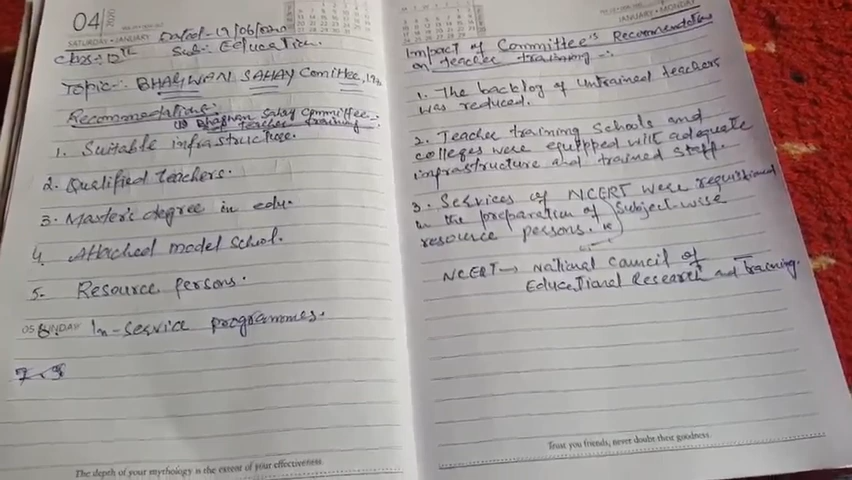 04
2020
SATURDAY • JANUARY
Dated - 19/06/2020
Class :- 12th
Sub :- Education.
Topic :- BHAGWAN SAHAY Comittee,
Recommendations :-
Bhagwan Sahay Committee
teacher training
1. Suitable infrastructure.
2. Qualified teachers.
3. Master's degree in edu.
4. Attached model school.
5. Resource persons.
05 SUNDAY
6. In-service programmes.
The depth of your mythology is the extent of your effectiveness.
JANUARY • MONDAY
Impact of Committee's Recommendations
on teacher training :-
1. The backlog of untrained teachers
was reduced.
2. Teacher training schools and
colleges were equipped with adequate
infrastructure and trained staff.
3. Services of NCERT were requistioned
in the preparation of subject-wise
resource persons.
NCERT → National Council of
Educational Research and Training.
Trust you friends, never doubt their goodness.